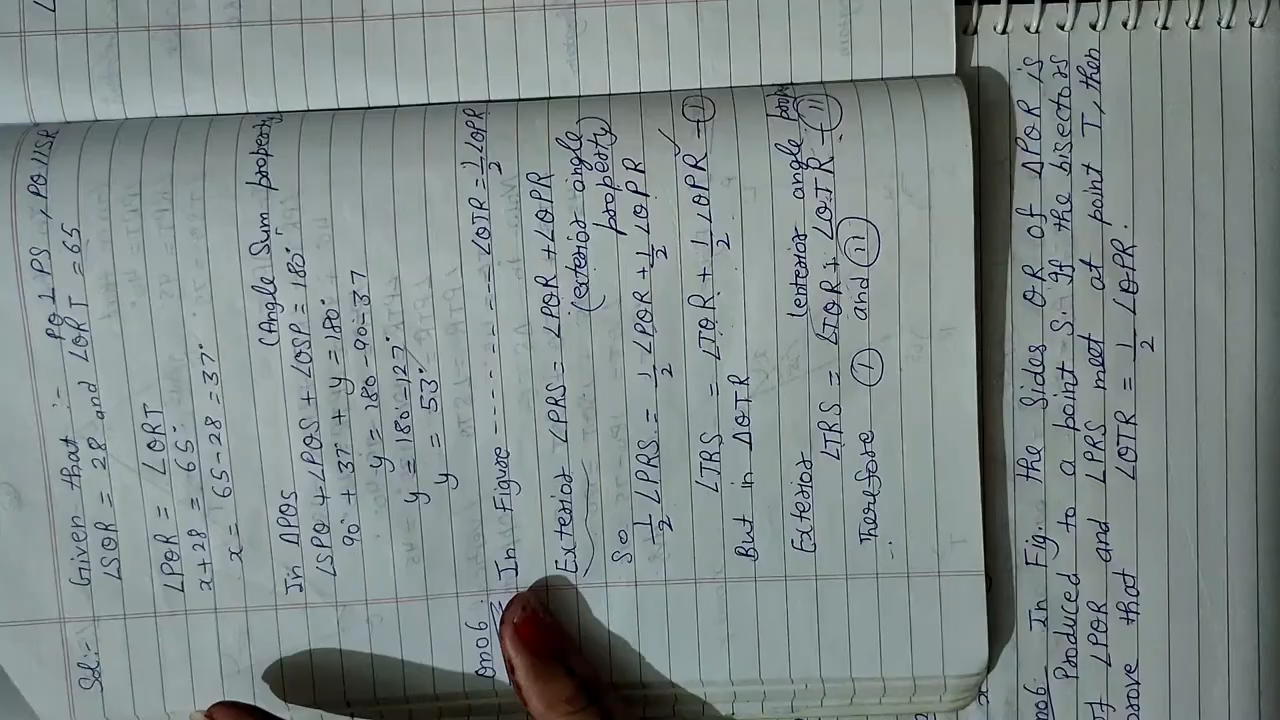 Sol:- Given that :- PQ ⊥ PS , PQ || SR
∠SQR = 28 and ∠QRT = 65
∠PQR = ∠QRT
x+28 = 65°
x = 65-28 = 37°
In ΔPQS (Angle Sum property
∠SPQ + ∠PQS + ∠QSP = 180°
90° + 37° + y = 180°
y = 180-90-37
y = 180-127°
y = 53°
Qno6. In Figure ------------- ∠QTR = 1/2 ∠QPR
Exterior ∠PRS = ∠PQR + ∠QPR
(exterior angle
property)
So
1/2 ∠PRS = 1/2 ∠PQR + 1/2 ∠QPR
∠TRS = ∠TQR + 1/2 ∠QPR - (I)
But in ΔQTR
Exterior (enterior angle
∠TRS = ∠TQR + ∠QTR - (II)
Therefore (I) and (II)
no6. In Fig. the Sides QR of ΔPQR is
Produced to a point S. If the bisectors
of ∠PQR and ∠PRS meet at point T, then
prove that ∠QTR = 1/2 ∠QPR.